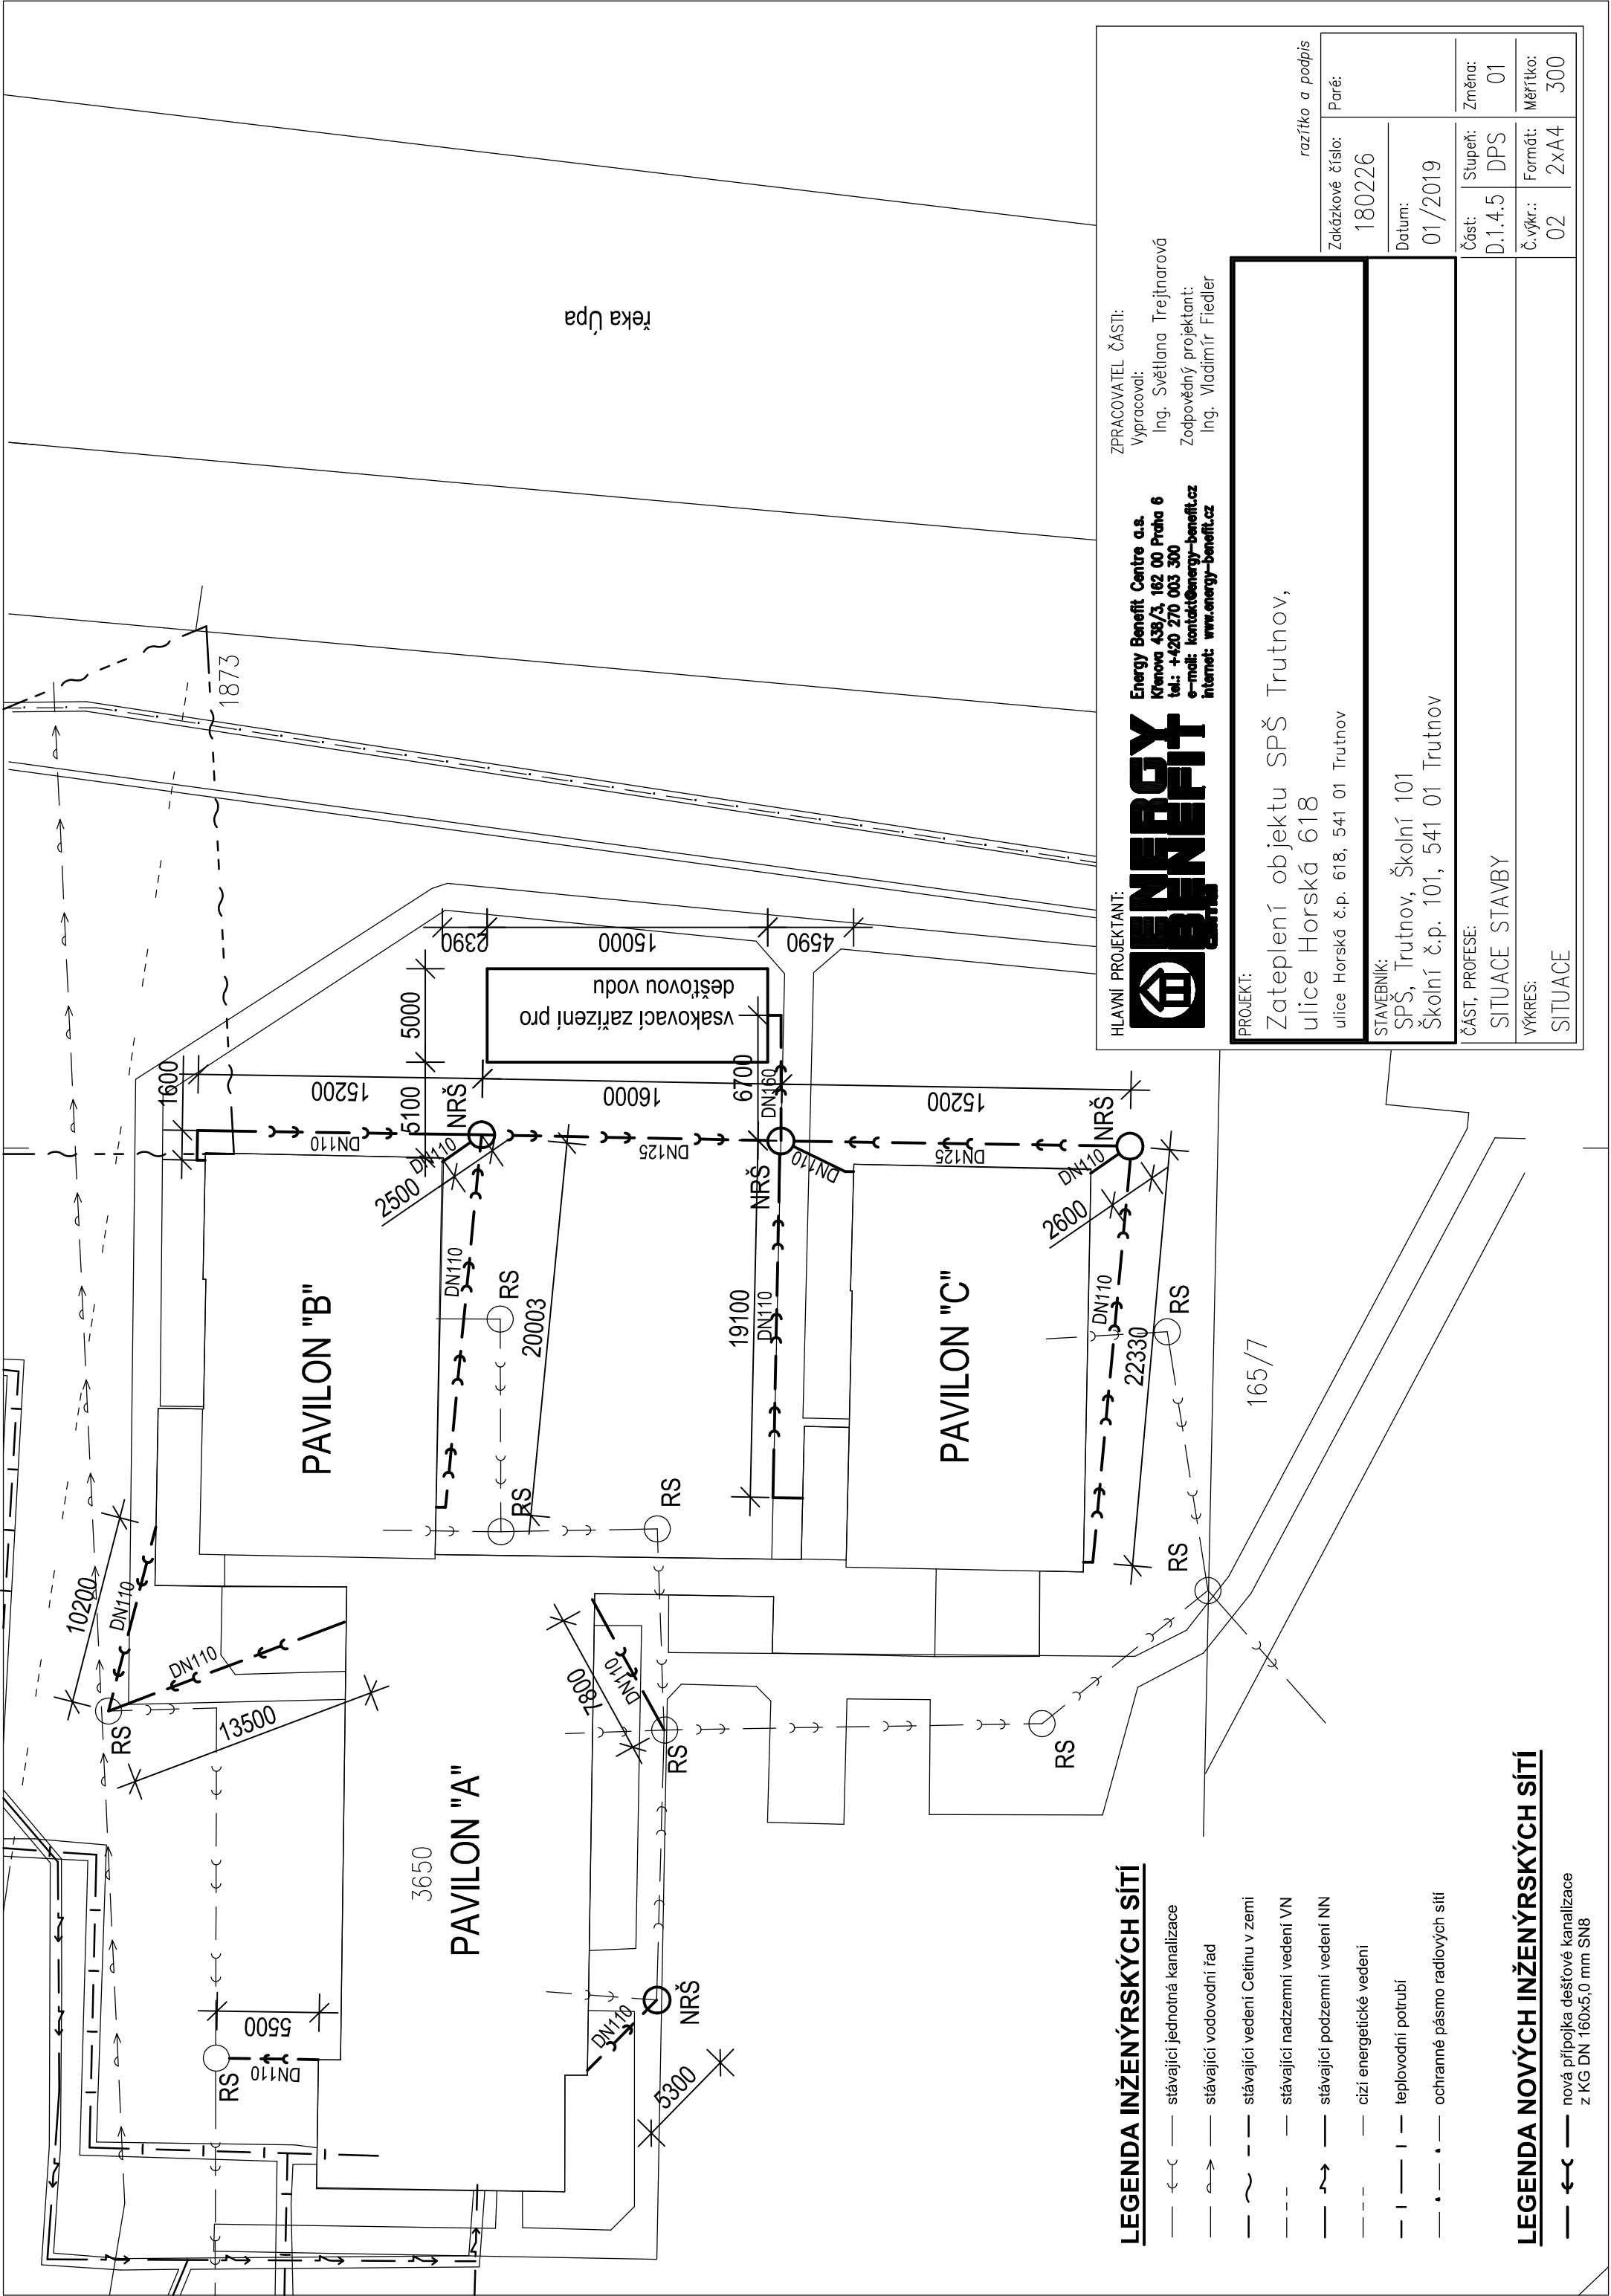 řeka Úpa
1873
1600
15200
5100
5000
2390
15000
4590
vsakovací zařízení pro
dešťovou vodu
NRŠ
DN110
DN110
2500
16000
DN125
6700
DN160
NRŠ
DN110
15200
DN125
NRŠ
DN110
2600
PAVILON "B"
DN110
RS
20003
RS
RS
19100
DN110
PAVILON "C"
DN110
22330
RS
RS
165/7
10200
DN110
DN110
RS
13500
7800
DN110
RS
RS
3650
PAVILON "A"
5500
RS
DN110
NRŠ
DN110
5300
LEGENDA INŽENÝRSKÝCH SÍTÍ
stávající jednotná kanalizace
stávající vodovodní řad
stávající vedení Cetinu v zemi
stávající nadzemní vedení VN
stávající podzemní vedení NN
cizí energetické vedení
teplovodní potrubí
ochranné pásmo radiových sítí
LEGENDA NOVÝCH INŽENÝRSKÝCH SÍTÍ
nová přípojka dešťové kanalizace
z KG DN 160x5,0 mm SN8
HLAVNÍ PROJEKTANT:
ENERGY
BENEFIT
CENTRE
Energy Benefit Centre a.s.
Křenova 438/3, 162 00 Praha 6
tel.: +420 270 003 300
e-mail: kontakt@energy-benefit.cz
internet: www.energy-benefit.cz
ZPRACOVATEL ČÁSTI:
Vypracoval:
Ing. Světlana Trejtnarová
Zodpovědný projektant:
Ing. Vladimír Fiedler
razítko a podpis
PROJEKT:
Zateplení objektu SPŠ Trutnov,
ulice Horská 618
ulice Horská č.p. 618, 541 01 Trutnov
Zakázkové číslo:
180226
Paré:
STAVEBNÍK:
SPŠ, Trutnov, Školní 101
Školní č.p. 101, 541 01 Trutnov
Datum:
01/2019
ČÁST, PROFESE:
SITUACE STAVBY
Část:
D.1.4.5
Stupeň:
DPS
Změna:
01
VÝKRES:
SITUACE
Č.výkr.:
02
Formát:
2xA4
Měřítko:
300